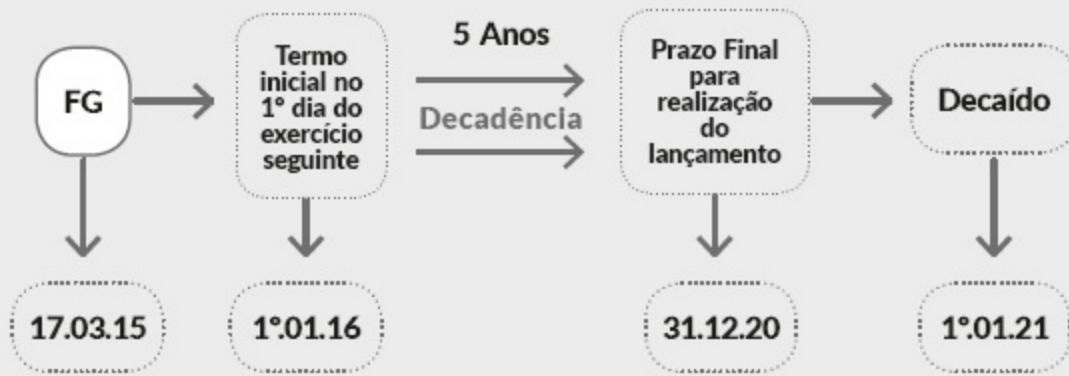 FG
Termo
inicial no
1º dia do
exercício
seguinte
5 Anos
Decadência
Prazo Final
para
realização
do
lançamento
Decaído
17.03.15
1º.01.16
31.12.20
1º.01.21